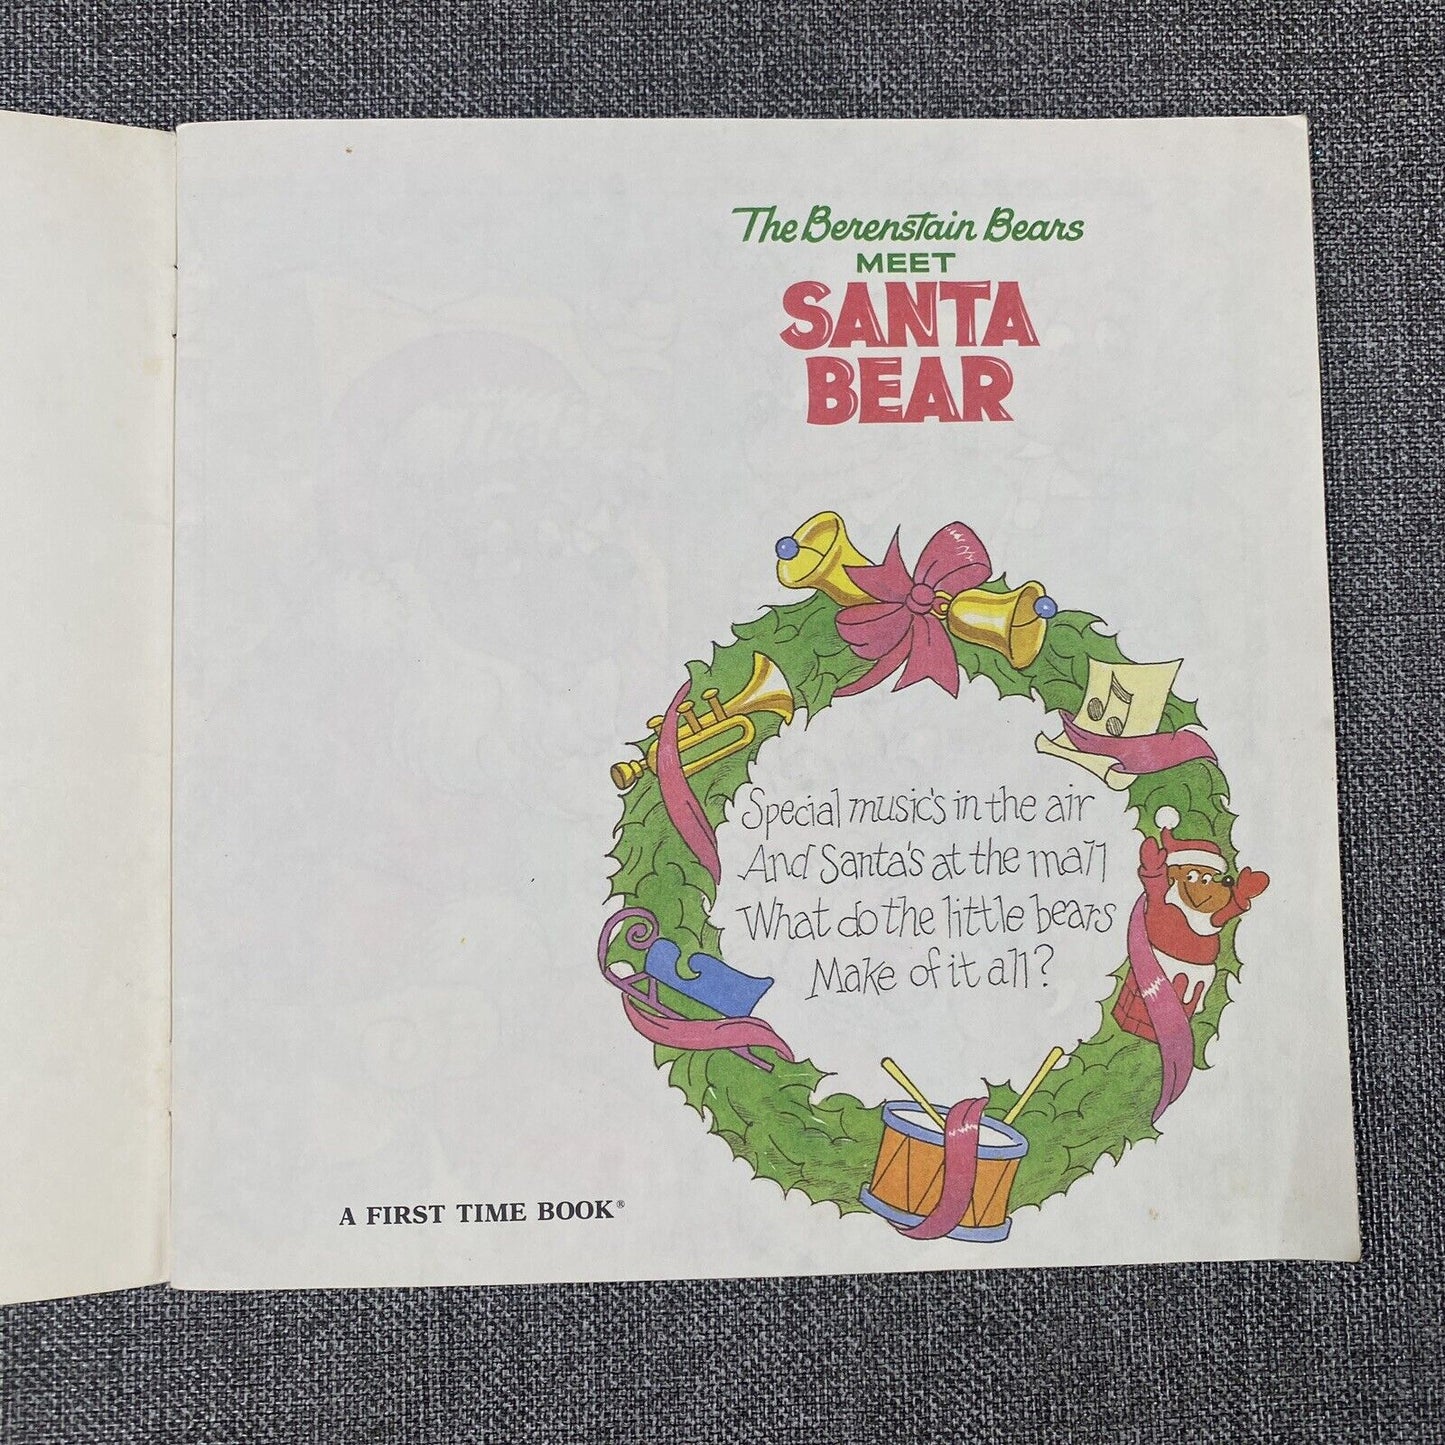 The Berenstain Bears
MEET
SANTA
BEAR
Special music's in the air
And Santa's at the mall
What do the little bears
Make of it all?
A FIRST TIME BOOK®